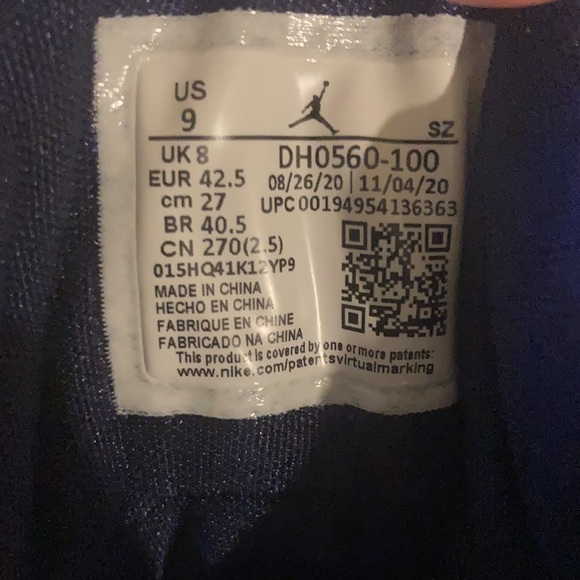 US
9
SZ
UK 8
DH0560-100
EUR 42.5
08/26/20 | 11/04/20
cm 27
UPC 00194954136363
BR 40.5
CN 270(2.5)
015HQ41K12YP9
MADE IN CHINA
HECHO EN CHINA
FABRIQUE EN CHINE
FABRICADO NA CHINA
This product is covered by one or more patents:
www.nike.com/patentsvirtualmarking